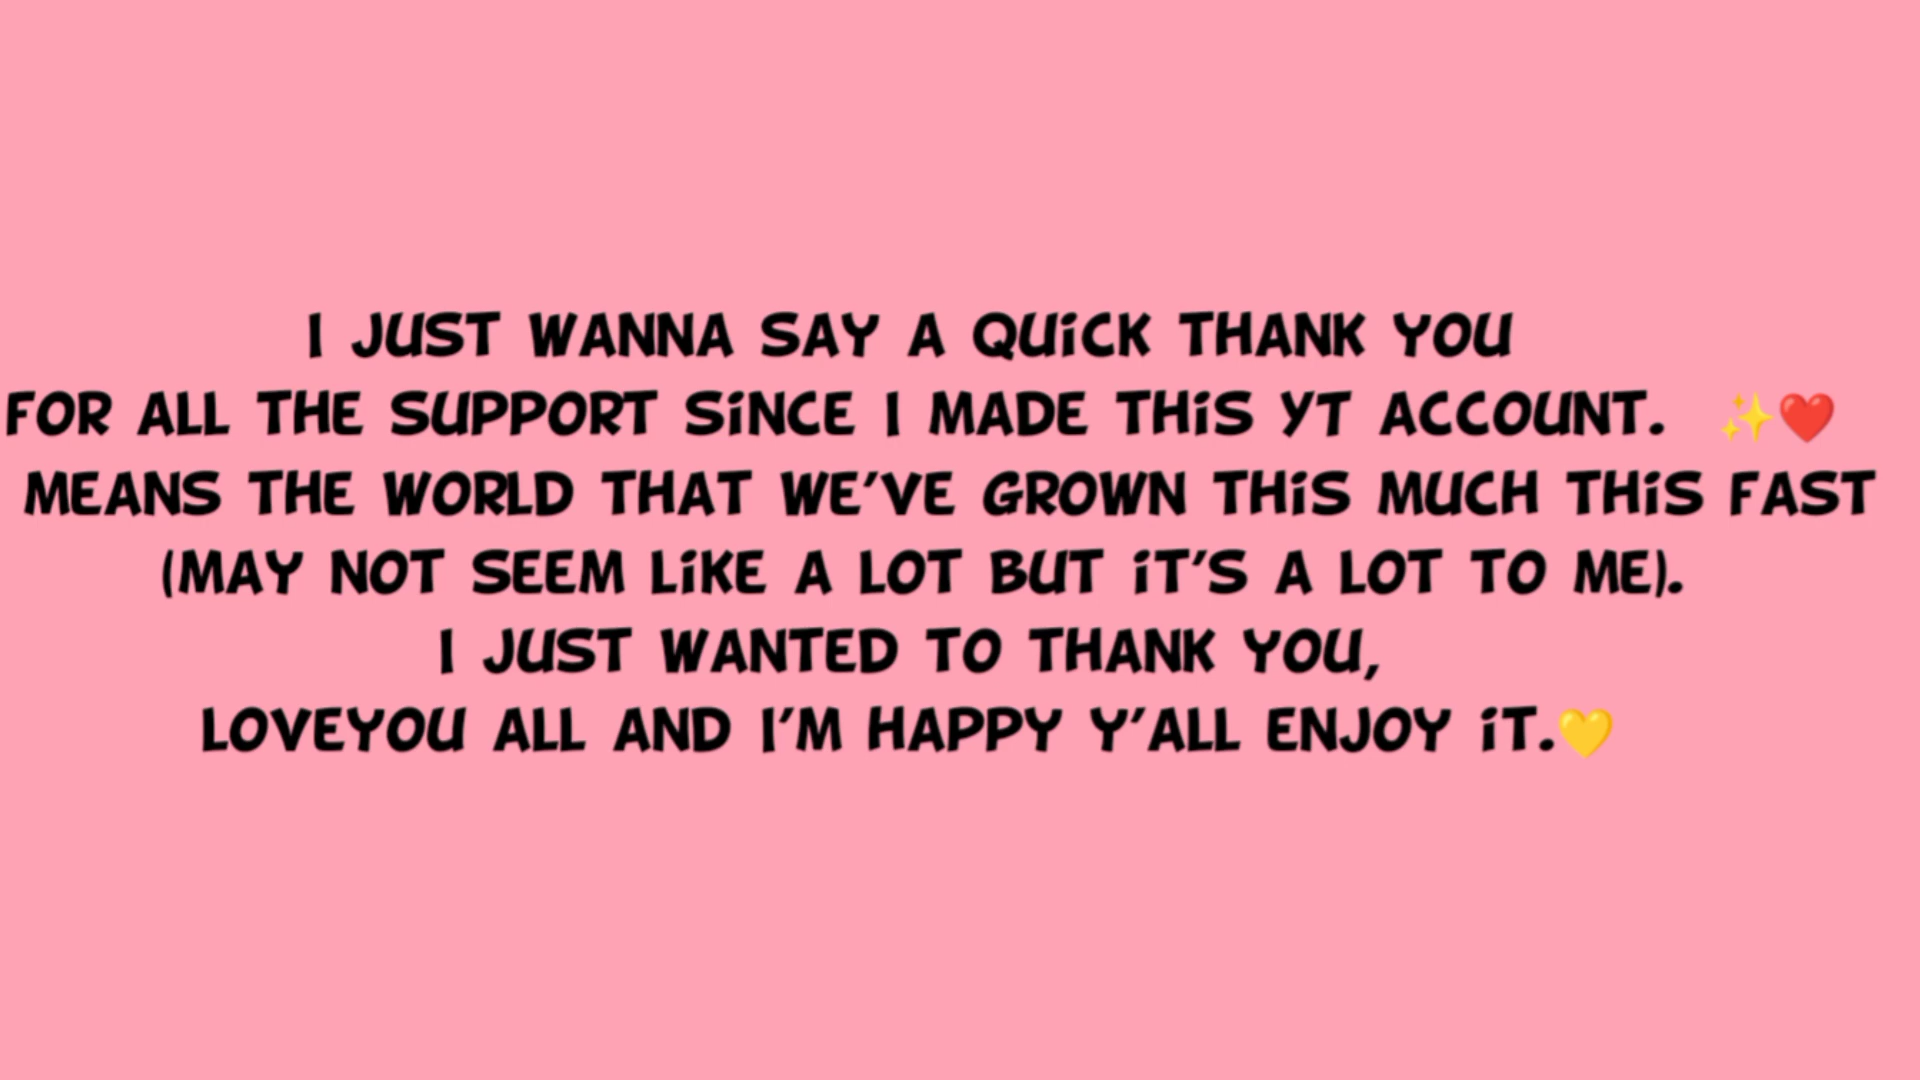 I JUST WANNA SAY A QUiCK THANK YOU
FOR ALL THE SUPPORT SiNCE I MADE THiS YT ACCOUNT. ✨❤️
MEANS THE WORLD THAT WE'VE GROWN THiS MUCH THiS FAST
(MAY NOT SEEM LiKE A LOT BUT iT'S A LOT TO ME).
I JUST WANTED TO THANK YOU,
LOVEYOU ALL AND I'M HAPPY Y'ALL ENJOY iT.💛